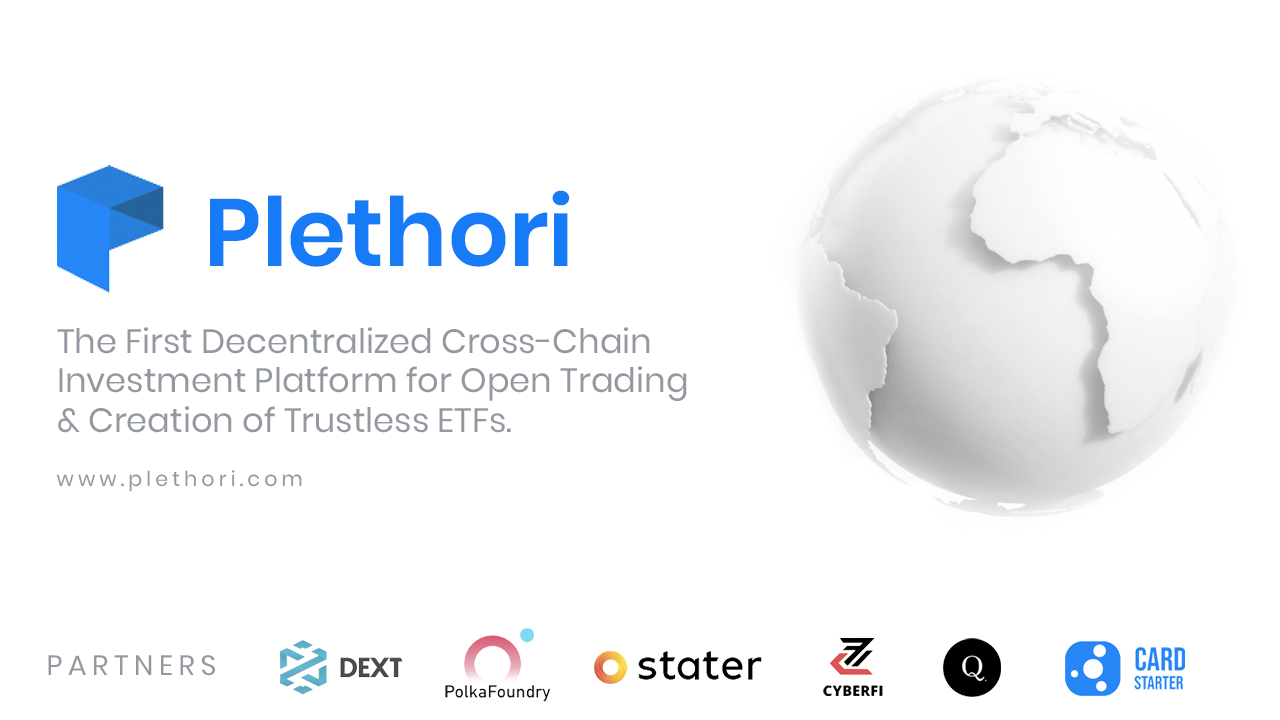 Plethori
The First Decentralized Cross-Chain
Investment Platform for Open Trading
& Creation of Trustless ETFs.
www.plethori.com
PARTNERS
DEXT
PolkaFoundry
stater
CYBERFI
Q.
CARD
STARTER